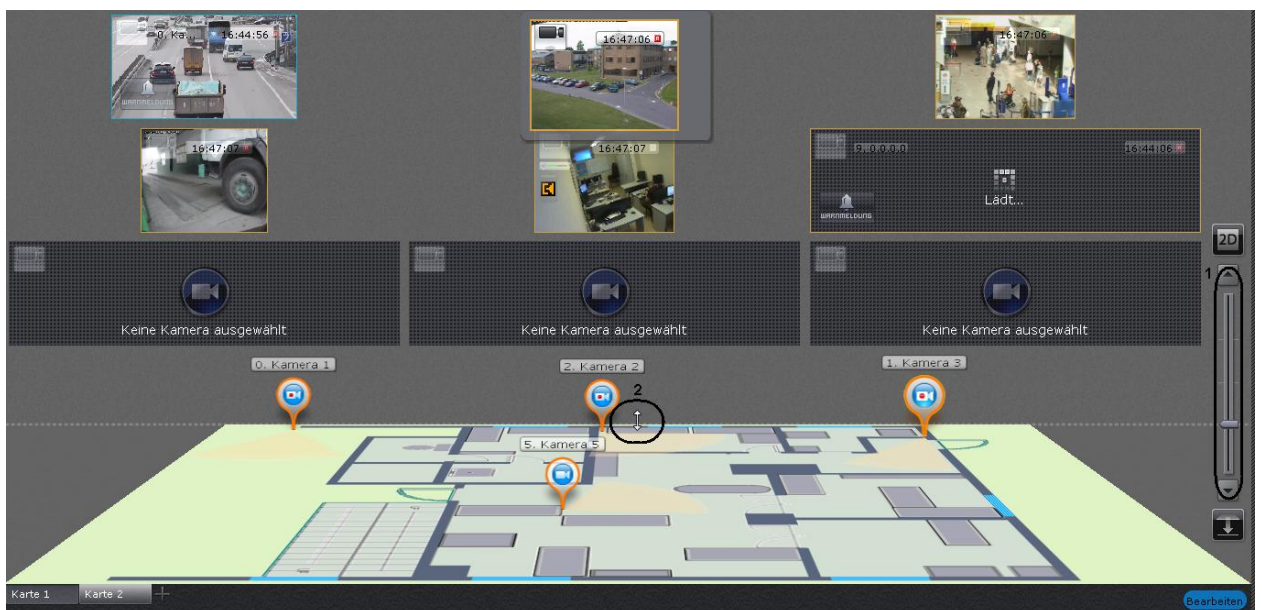 0. Ka... 16:44:56
16:47:06
16:47:06
WARNMELDUNG
16:47:07
16:47:07
9. 0.0.0.0 16:44:06
Lädt...
WARNMELDUNG
2D
1
Keine Kamera ausgewählt
Keine Kamera ausgewählt
Keine Kamera ausgewählt
0. Kamera 1
2. Kamera 2
1. Kamera 3
2
5. Kamera 5
Karte 1 Karte 2
Bearbeiten